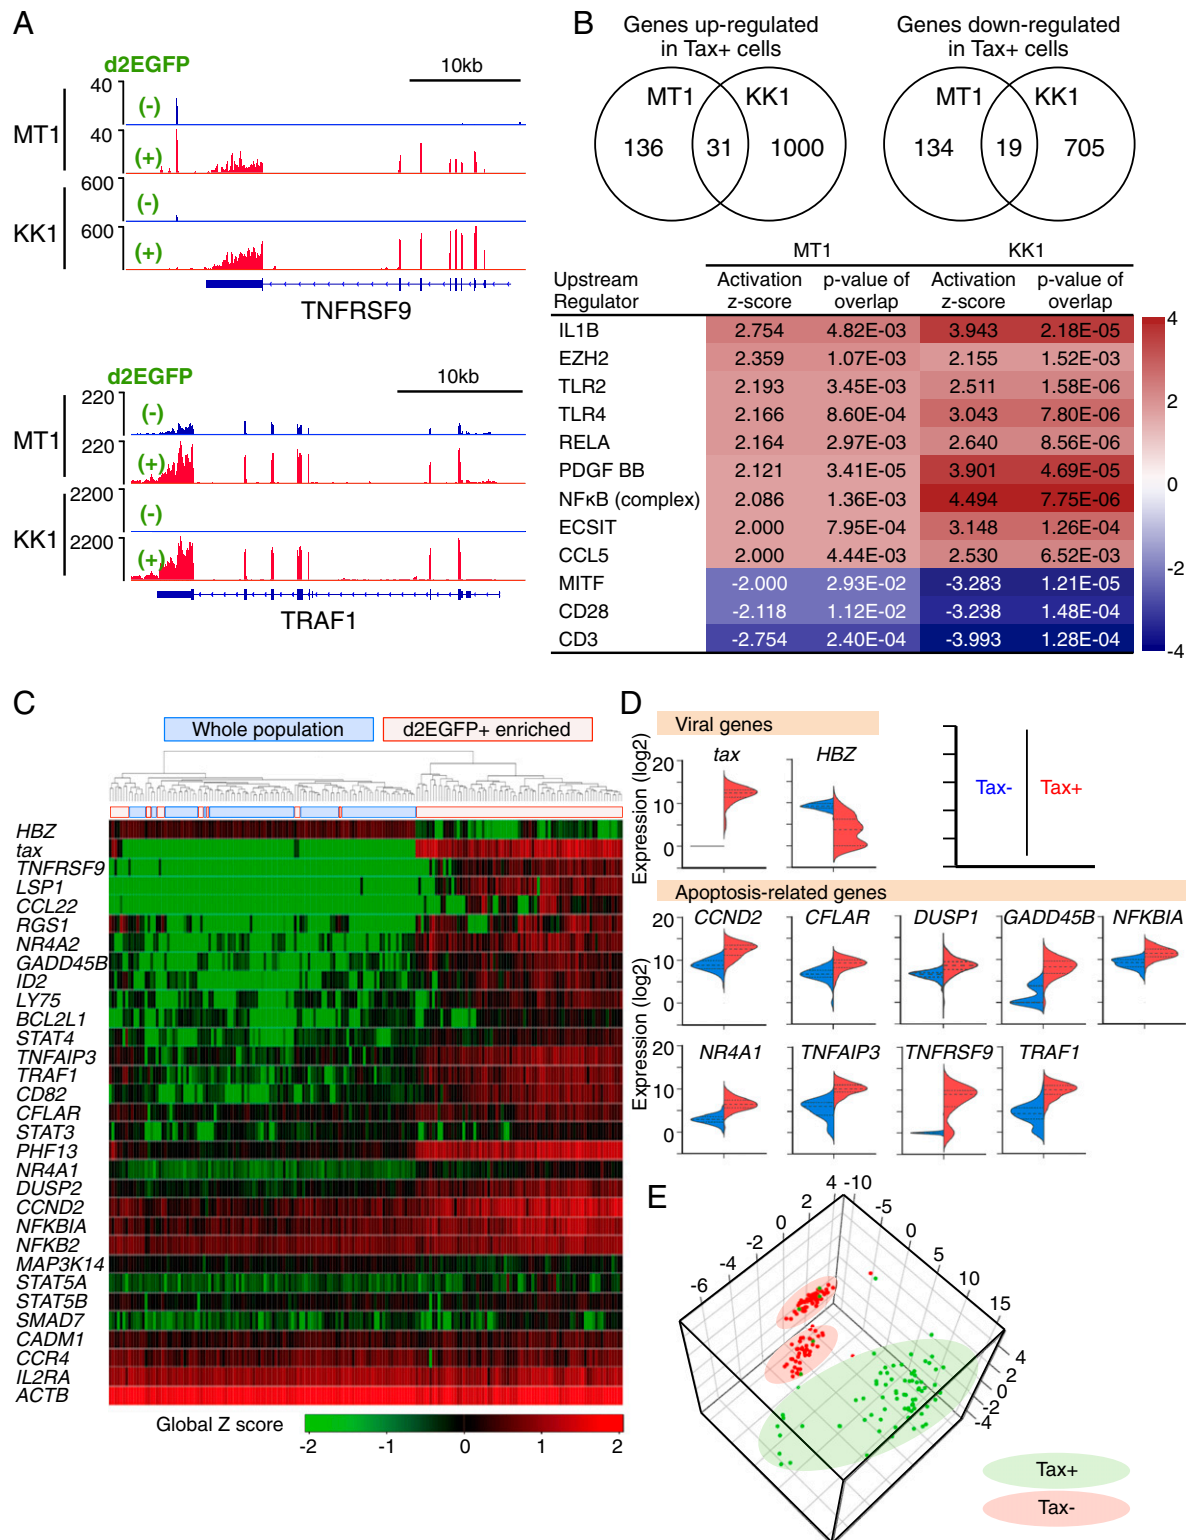 A
d2EGFP
10kb
MT1
40
(-)
40
(+)
KK1
600
(-)
600
(+)
TNFRSF9
d2EGFP
10kb
MT1
220
(-)
220
(+)
KK1
2200
(-)
2200
(+)
TRAF1
B
Genes up-regulated
in Tax+ cells
MT1 KK1
136 31 1000
Genes down-regulated
in Tax+ cells
MT1 KK1
134 19 705
MT1 KK1
Upstream Regulator Activation z-score p-value of overlap Activation z-score p-value of overlap
IL1B 2.754 4.82E-03 3.943 2.18E-05
EZH2 2.359 1.07E-03 2.155 1.52E-03
TLR2 2.193 3.45E-03 2.511 1.58E-06
TLR4 2.166 8.60E-04 3.043 7.80E-06
RELA 2.164 2.97E-03 2.640 8.56E-06
PDGF BB 2.121 3.41E-05 3.901 4.69E-05
NFκB (complex) 2.086 1.36E-03 4.494 7.75E-06
ECSIT 2.000 7.95E-04 3.148 1.26E-04
CCL5 2.000 4.44E-03 2.530 6.52E-03
MITF -2.000 2.93E-02 -3.283 1.21E-05
CD28 -2.118 1.12E-02 -3.238 1.48E-04
CD3 -2.754 2.40E-04 -3.993 1.28E-04
4
2
0
-2
-4
C
Whole population
d2EGFP+ enriched
HBZ
tax
TNFRSF9
LSP1
CCL22
RGS1
NR4A2
GADD45B
ID2
LY75
BCL2L1
STAT4
TNFAIP3
TRAF1
CD82
CFLAR
STAT3
PHF13
NR4A1
DUSP2
CCND2
NFKBIA
NFKB2
MAP3K14
STAT5A
STAT5B
SMAD7
CADM1
CCR4
IL2RA
ACTB
Global Z score
-2 -1 0 1 2
D
Viral genes
tax HBZ
Expression (log2)
20
10
0
Tax- Tax+
Apoptosis-related genes
CCND2 CFLAR DUSP1 GADD45B NFKBIA
Expression (log2)
20
10
0
NR4A1 TNFAIP3 TNFRSF9 TRAF1
20
10
0
E
4 2 0 -2 -4 -6
-10 -5 0 5 10 15
4 2 0 -2 -4
Tax+
Tax-